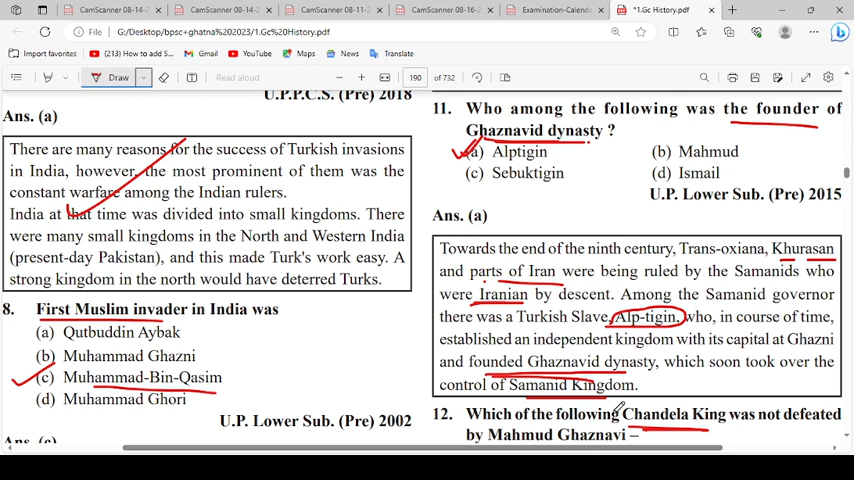 CamScanner 08-14-2
CamScanner 08-14-2
CamScanner 08-11-2
CamScanner 08-16-2
Examination-Calend
*1.Gc History.pdf
File
G:/Desktop/bpsc+ghatna%202023/1.Gc%20History.pdf
Import favorites
(213) How to add S...
Gmail
YouTube
Maps
News
Translate
Draw
Read aloud
190 of 732
U.P.P.C.S. (Pre) 2018
Ans. (a)
There are many reasons for the success of Turkish invasions
in India, however, the most prominent of them was the
constant warfare among the Indian rulers.
India at that time was divided into small kingdoms. There
were many small kingdoms in the North and Western India
(present-day Pakistan), and this made Turk's work easy. A
strong kingdom in the north would have deterred Turks.
8. First Muslim invader in India was
(a) Qutbuddin Aybak
(b) Muhammad Ghazni
(c) Muhammad-Bin-Qasim
(d) Muhammad Ghori
U.P. Lower Sub. (Pre) 2002
Ans. (c)
11. Who among the following was the founder of
Ghaznavid dynasty ?
(a) Alptigin (b) Mahmud
(c) Sebuktigin (d) Ismail
U.P. Lower Sub. (Pre) 2015
Ans. (a)
Towards the end of the ninth century, Trans-oxiana, Khurasan
and parts of Iran were being ruled by the Samanids who
were Iranian by descent. Among the Samanid governor
there was a Turkish Slave, Alp-tigin, who, in course of time,
established an independent kingdom with its capital at Ghazni
and founded Ghaznavid dynasty, which soon took over the
control of Samanid Kingdom.
12. Which of the following Chandela King was not defeated
by Mahmud Ghaznavi –